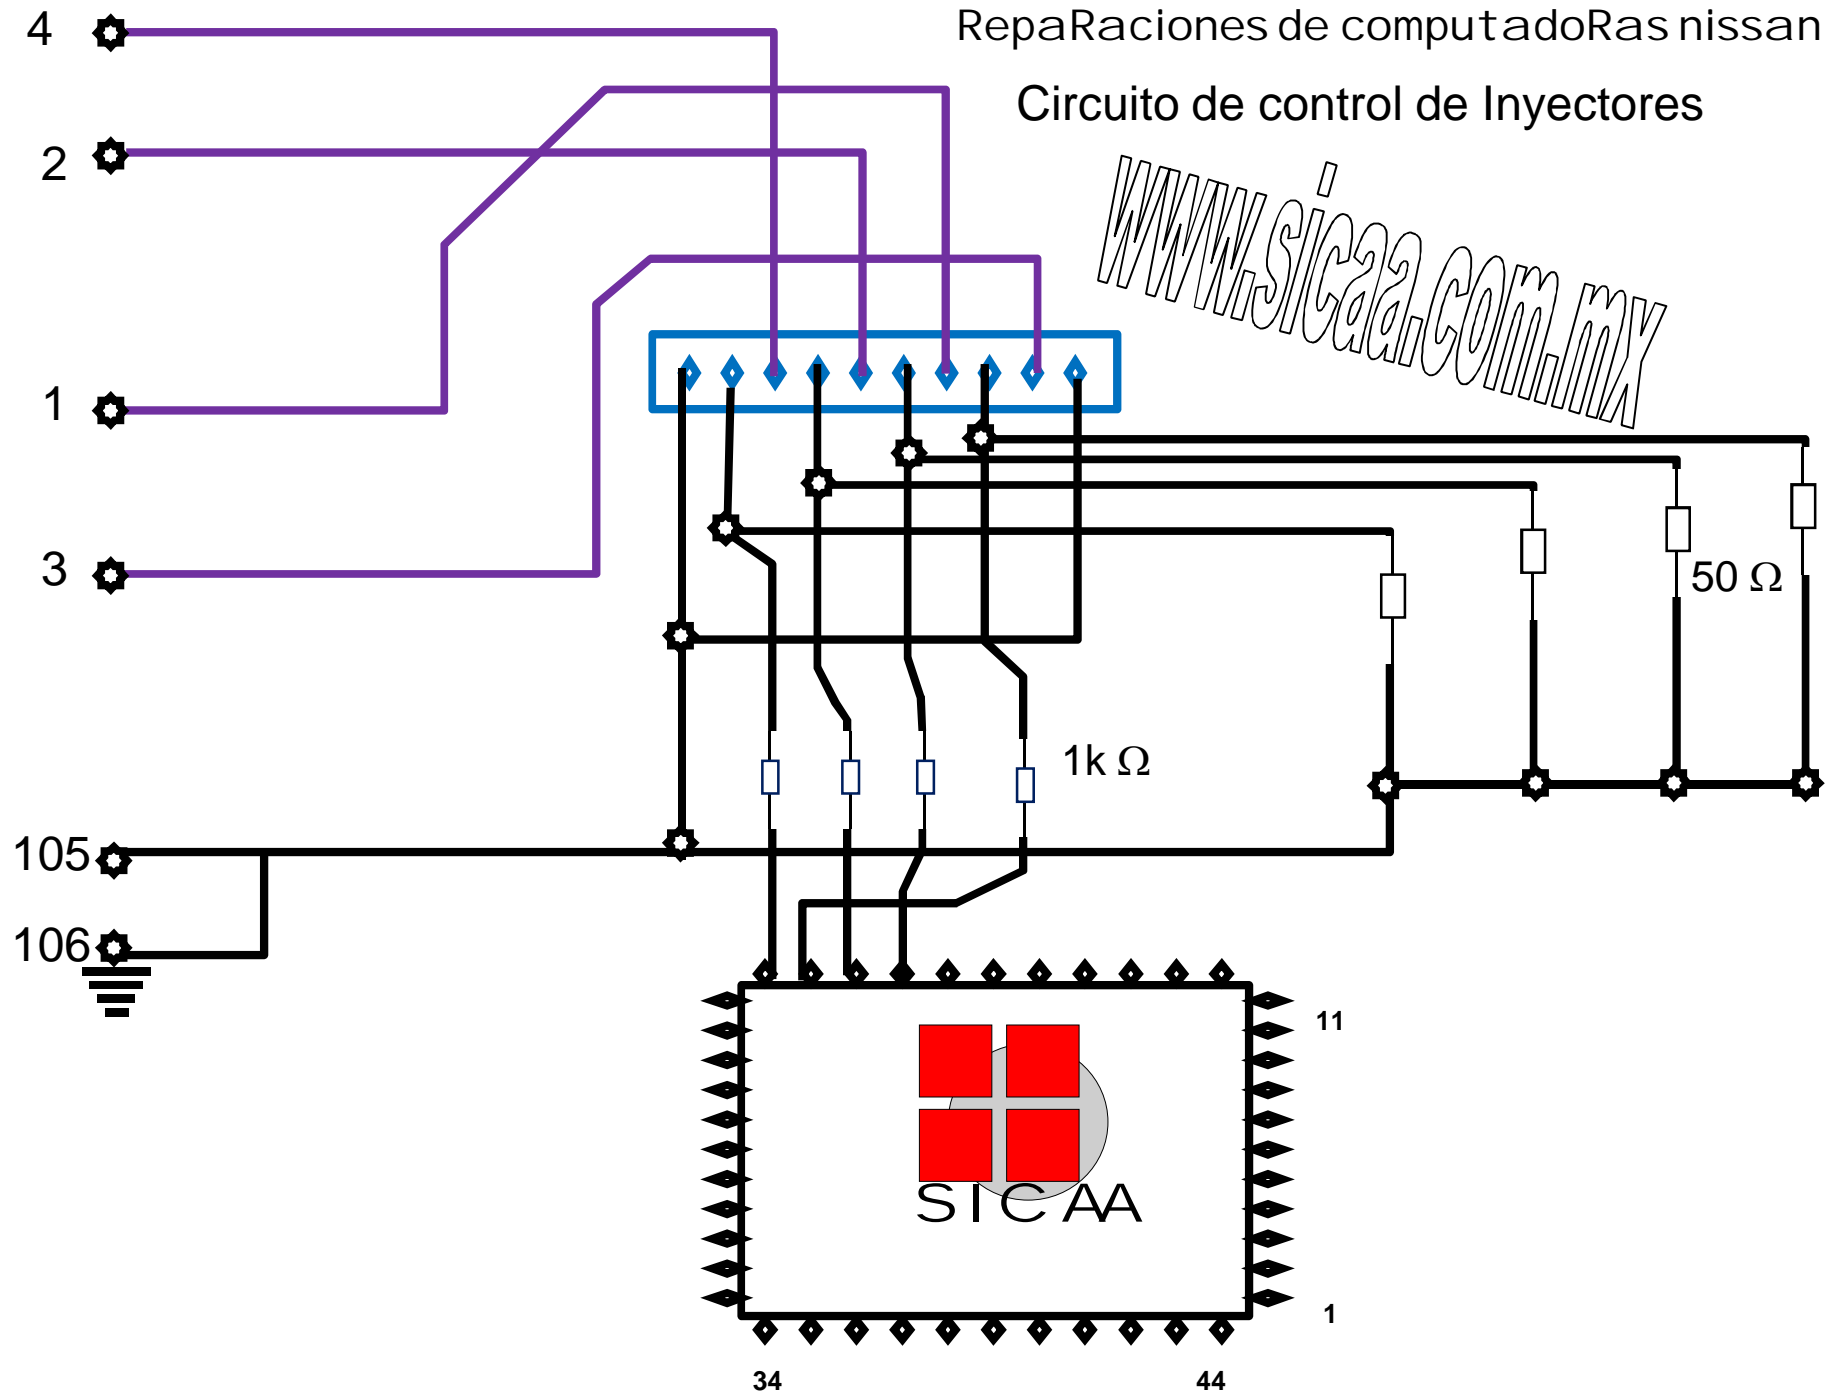 RepaRaciones de computadoRas nissan
Circuito de control de Inyectores
www.sicaa.com.mx
4
2
1
3
50 Ω
1k Ω
105
106
11
SICAA
1
34
44